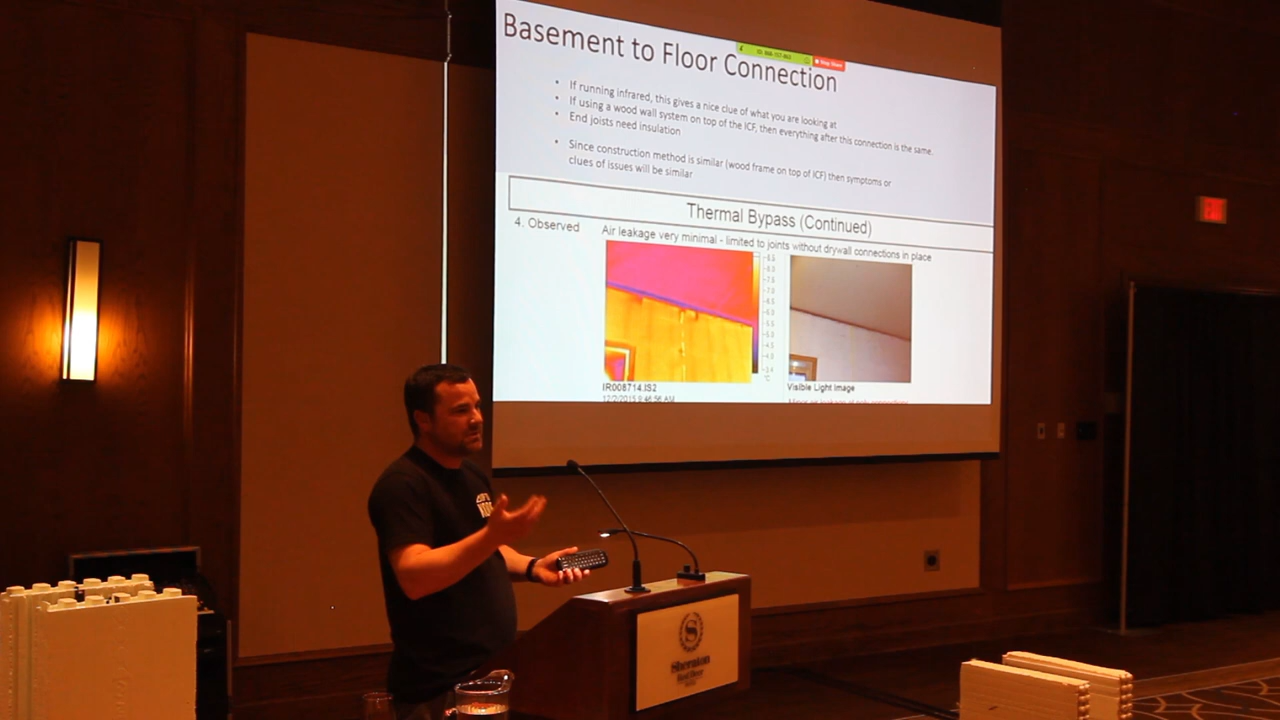 Basement to Floor Connection
• If running infrared, this gives a nice clue of what you are looking at
• If using a wood wall system on top of the ICF, then everything after this connection is the same.
• End joists need insulation
• Since construction method is similar (wood frame on top of ICF) then symptoms or
clues of issues will be similar
Thermal Bypass (Continued)
4. Observed
Air leakage very minimal - limited to joints without drywall connections in place
IR008714.IS2
12/2/2015 9:46:56 AM
Visible Light Image
S
Sheraton
Red Deer